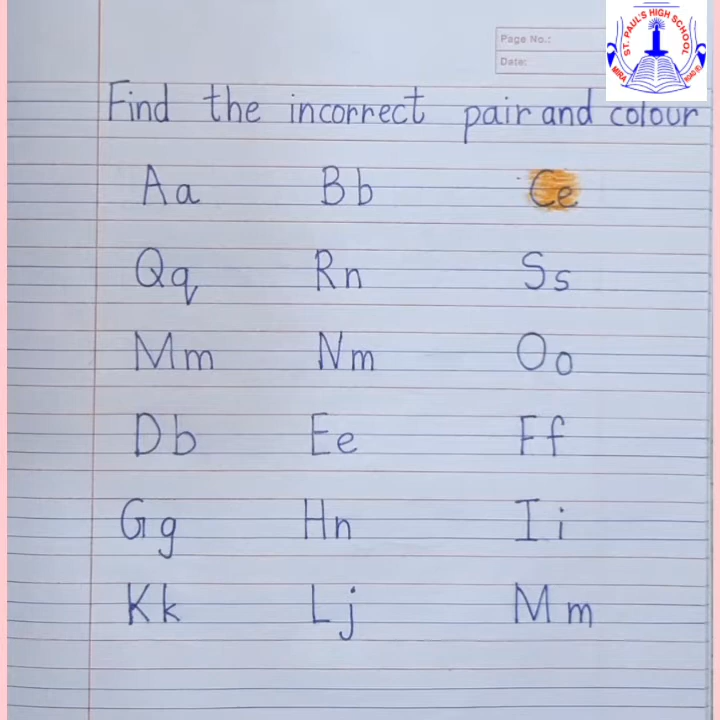 Page No.:
Date:
ST. PAUL'S HIGH SCHOOL
MIRA
Find the incorrect pair and colour
Aa Bb Ce
Qq Rn Ss
Mm Nm Oo
Db Ee Ff
Gg Hn Ii
Kk Lj Mm